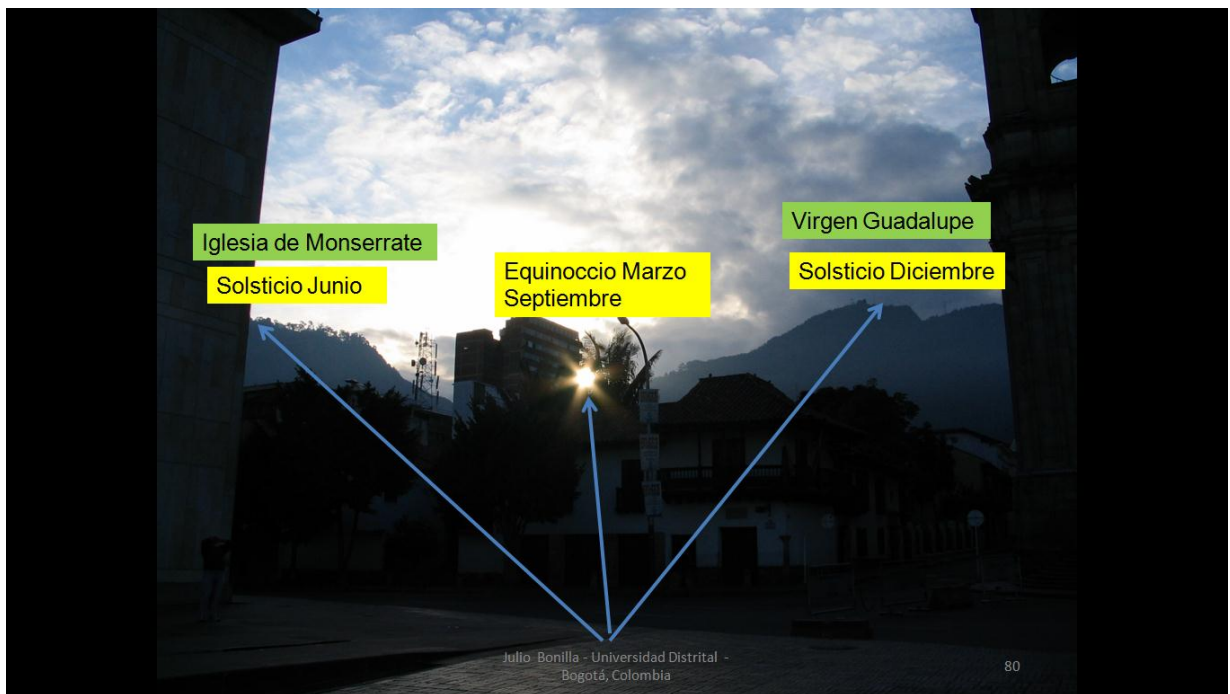 Iglesia de Monserrate
Solsticio Junio
Equinoccio Marzo
Septiembre
Virgen Guadalupe
Solsticio Diciembre
Julio Bonilla - Universidad Distrital -
Bogotá, Colombia
80